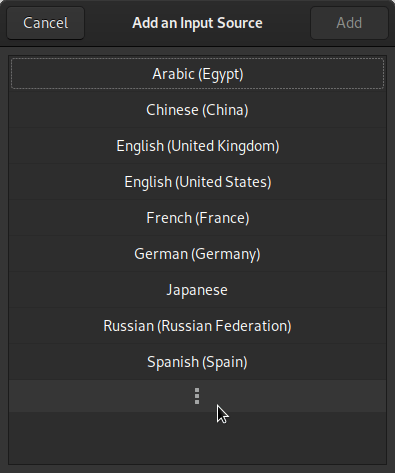 Cancel Add an Input Source Add
Arabic (Egypt)
Chinese (China)
English (United Kingdom)
English (United States)
French (France)
German (Germany)
Japanese
Russian (Russian Federation)
Spanish (Spain)